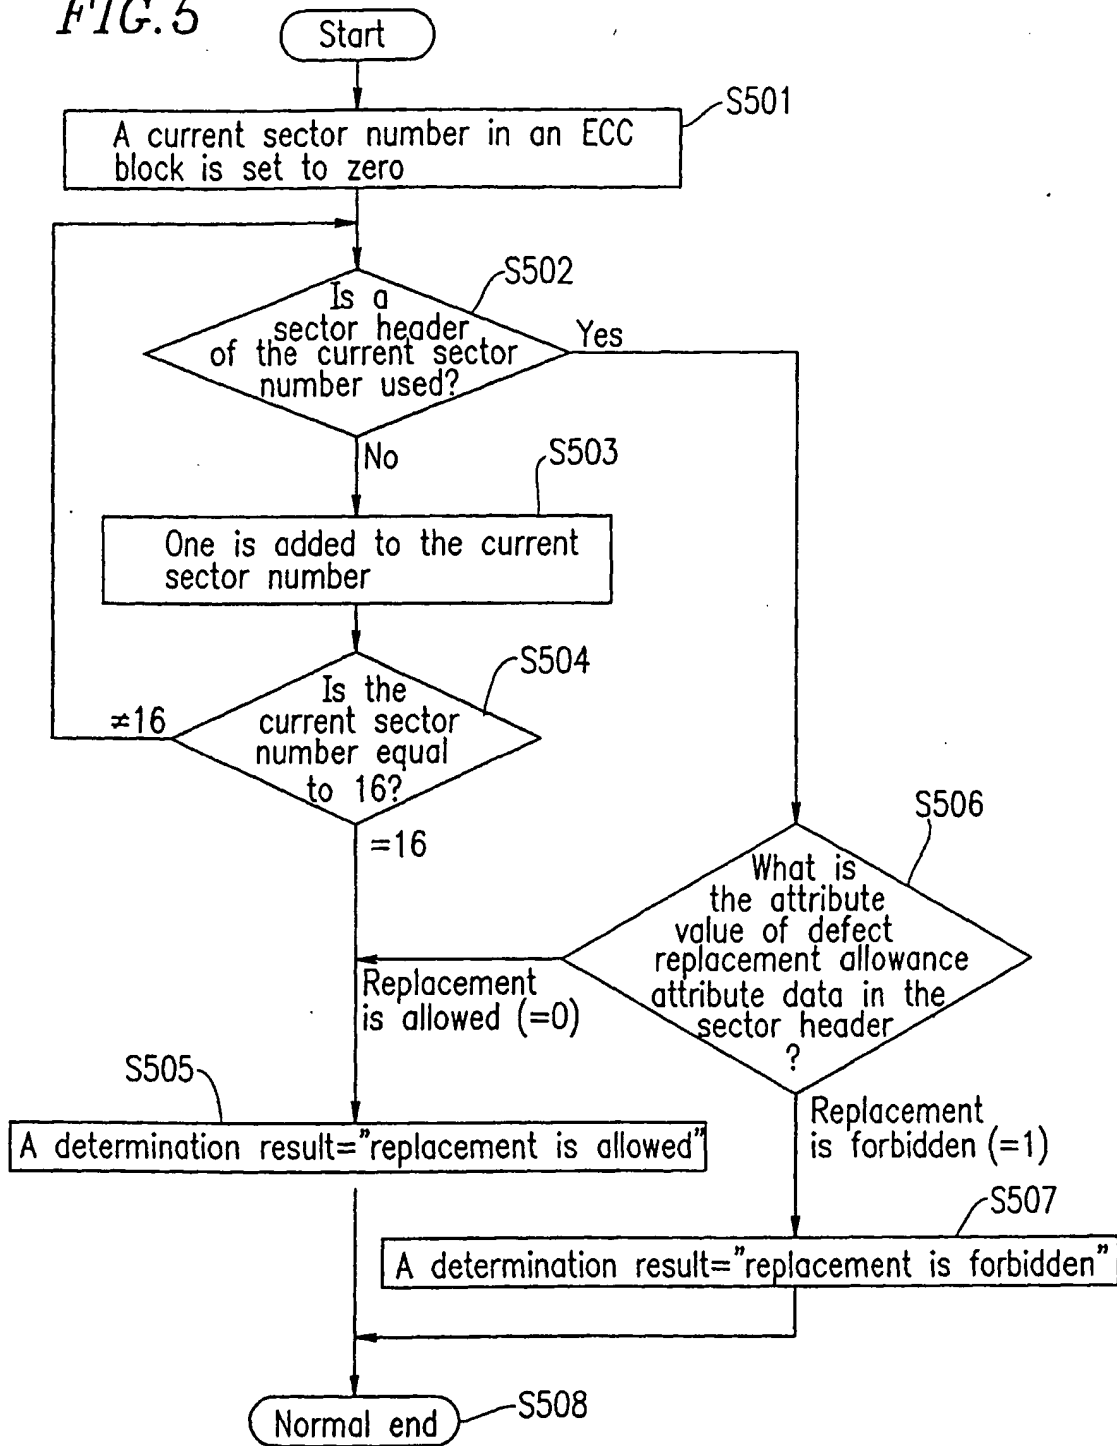 FIG.5
Start
S501
A current sector number in an ECC
block is set to zero
S502
Is a
sector header
of the current sector
number used?
Yes
No
S503
One is added to the current
sector number
S504
Is the
current sector
number equal
to 16?
≠16
=16
S506
What is
the attribute
value of defect
replacement allowance
attribute data in the
sector header
?
Replacement
is allowed (=0)
S505
A determination result="replacement is allowed"
Replacement
is forbidden (=1)
S507
A determination result="replacement is forbidden"
Normal end
S508